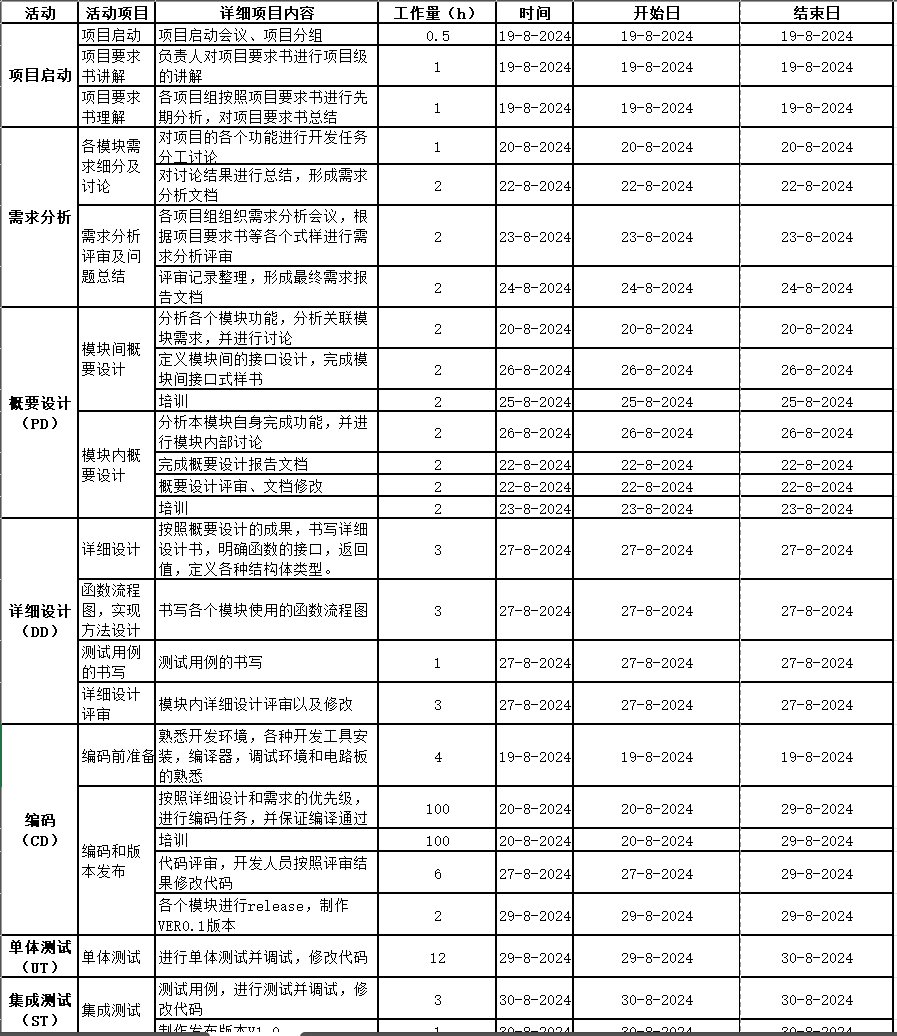 活动 活动项目 详细项目内容 工作量（h） 时间 开始日 结束日
项目启动 项目启动 项目启动会议、项目分组 0.5 19-8-2024 19-8-2024 19-8-2024
项目要求
书讲解
负责人对项目要求书进行项目级
的讲解
1 19-8-2024 19-8-2024 19-8-2024
项目要求
书理解
各项目组按照项目要求书进行先
期分析，对项目要求书总结
1 19-8-2024 19-8-2024 19-8-2024
需求分析
各模块需
求细分及
讨论
对项目的各个功能进行开发任务
分工讨论
1 20-8-2024 20-8-2024 20-8-2024
对讨论结果进行总结，形成需求
分析文档
2 22-8-2024 22-8-2024 22-8-2024
需求分析
评审及问
题总结
各项目组组织需求分析会议，根
据项目要求书等各个式样进行需
求分析评审
2 23-8-2024 23-8-2024 23-8-2024
评审记录整理，形成最终需求报
告文档
2 24-8-2024 24-8-2024 24-8-2024
概要设计
（PD）
模块间概
要设计
分析各个模块功能，分析关联模
块需求，并进行讨论
2 20-8-2024 20-8-2024 20-8-2024
定义模块间的接口设计，完成模
块间接口式样书
2 26-8-2024 26-8-2024 26-8-2024
培训 2 25-8-2024 25-8-2024 25-8-2024
模块内概
要设计
分析本模块自身完成功能，并进
行模块内部讨论
2 26-8-2024 26-8-2024 26-8-2024
完成概要设计报告文档 2 22-8-2024 22-8-2024 22-8-2024
概要设计评审、文档修改 2 22-8-2024 22-8-2024 22-8-2024
培训 2 23-8-2024 23-8-2024 23-8-2024
详细设计
（DD）
详细设计
按照概要设计的成果，书写详细
设计书，明确函数的接口，返回
值，定义各种结构体类型。
3 27-8-2024 27-8-2024 27-8-2024
函数流程
图，实现
方法设计
书写各个模块使用的函数流程图 3 27-8-2024 27-8-2024 27-8-2024
测试用例
的书写
测试用例的书写 1 27-8-2024 27-8-2024 27-8-2024
详细设计
评审
模块内详细设计评审以及修改 3 27-8-2024 27-8-2024 27-8-2024
编码
（CD）
编码前准备
熟悉开发环境，各种开发工具安
装，编译器，调试环境和电路板
的熟悉
4 19-8-2024 19-8-2024 19-8-2024
编码和版
本发布
按照详细设计和需求的优先级，
进行编码任务，并保证编译通过
100 20-8-2024 20-8-2024 29-8-2024
培训 100 20-8-2024 20-8-2024 29-8-2024
代码评审，开发人员按照评审结
果修改代码
6 27-8-2024 27-8-2024 29-8-2024
各个模块进行release，制作
VER0.1版本
2 29-8-2024 29-8-2024 29-8-2024
单体测试
（UT）
单体测试 进行单体测试并调试，修改代码 12 29-8-2024 29-8-2024 30-8-2024
集成测试
（ST）
集成测试
测试用例，进行测试并调试，修
改代码
3 30-8-2024 30-8-2024 30-8-2024
制作发布版本V1.0 1 30-8-2024 30-8-2024 30-8-2024